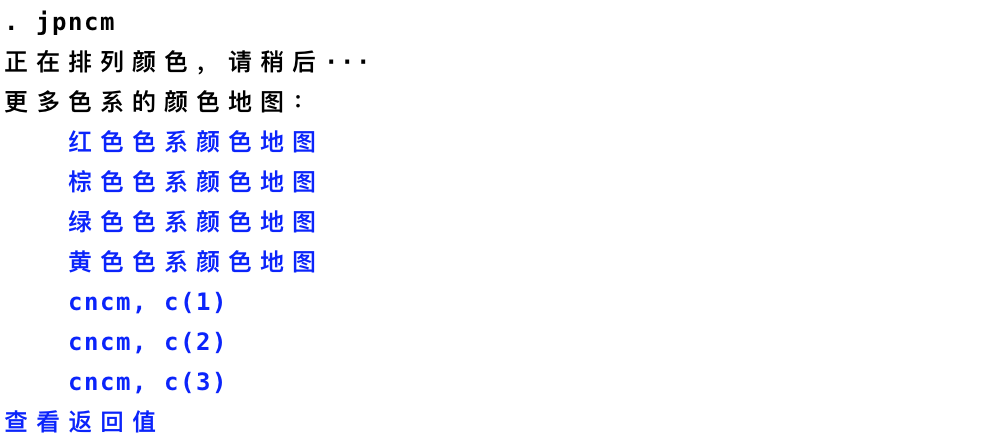 . jpncm
正在排列颜色，请稍后···
更多色系的颜色地图：
红色色系颜色地图
棕色色系颜色地图
绿色色系颜色地图
黄色色系颜色地图
cncm, c(1)
cncm, c(2)
cncm, c(3)
查看返回值